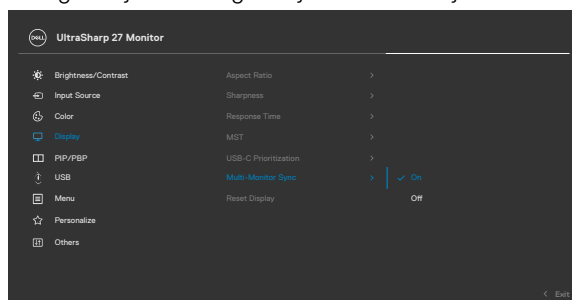 DELL UltraSharp 27 Monitor
Brightness/Contrast Aspect Ratio >
Input Source Sharpness >
Color Response Time >
Display MST >
PIP/PBP USB-C Prioritization >
USB Multi-Monitor Sync > ✓ On
Menu Reset Display Off
Personalize
Others
< Exit